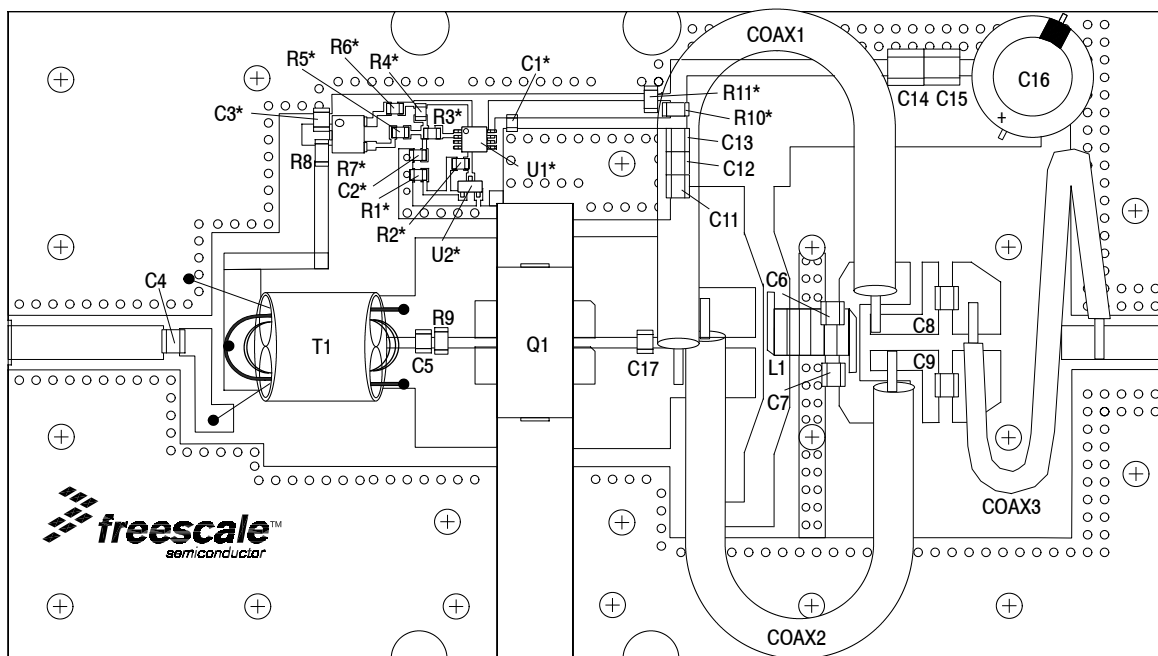 COAX1
R6*
R4*
R5*
C1*
C3*
R3*
R11*
R10*
C14
C15
C16
+
R8
R7*
C2*
R1*
R2*
U2*
U1*
C13
C12
C11
C4
T1
C5
R9
Q1
C17
C6
L1
C7
C8
C9
COAX3
COAX2
freescale™
semiconductor